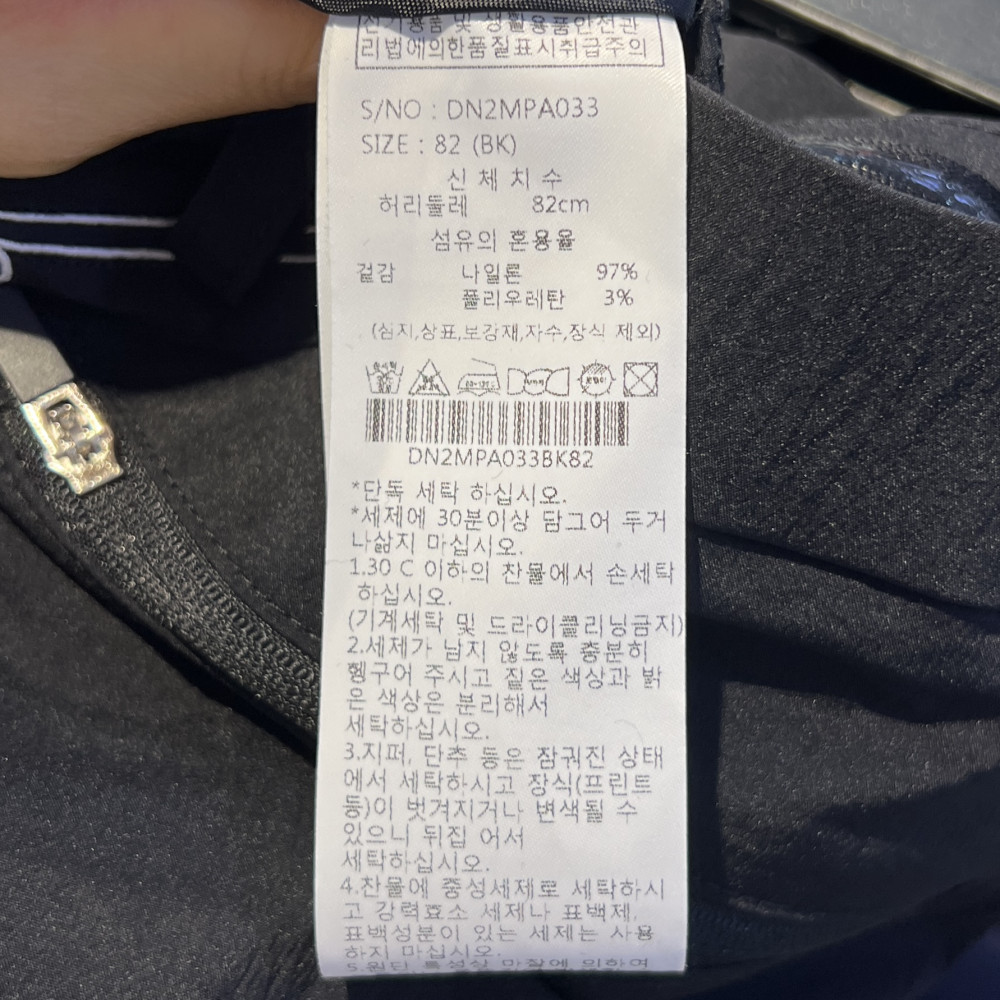 전기용품 및 생활용품안전관
리법에의한품질표시취급주의
S/NO : DN2MPA033
SIZE : 82 (BK)
신 체 치 수
허리둘레 82cm
섬유의 혼용율
겉감 나일론 97%
폴리우레탄 3%
(심지,상표,보강재,자수,장식 제외)
DN2MPA033BK82
*단독 세탁 하십시오.
*세제에 30분이상 담그어 두거
나삶지 마십시오.
1.30 C 이하의 찬물에서 손세탁
하십시오.
(기계세탁 및 드라이클리닝금지)
2.세제가 남지 않도록 충분히
헹구어 주시고 짙은 색상과 밝
은 색상은 분리해서
세탁하십시오.
3.지퍼, 단추 등은 잠궈진 상태
에서 세탁하시고 장식(프린트
등)이 벗겨지거나 변색될 수
있으니 뒤집 어서
세탁하십시오.
4.찬물에 중성세제로 세탁하시
고 강력효소 세제나 표백제,
표백성분이 있는 세제는 사용
하지 마십시오.
5.원단